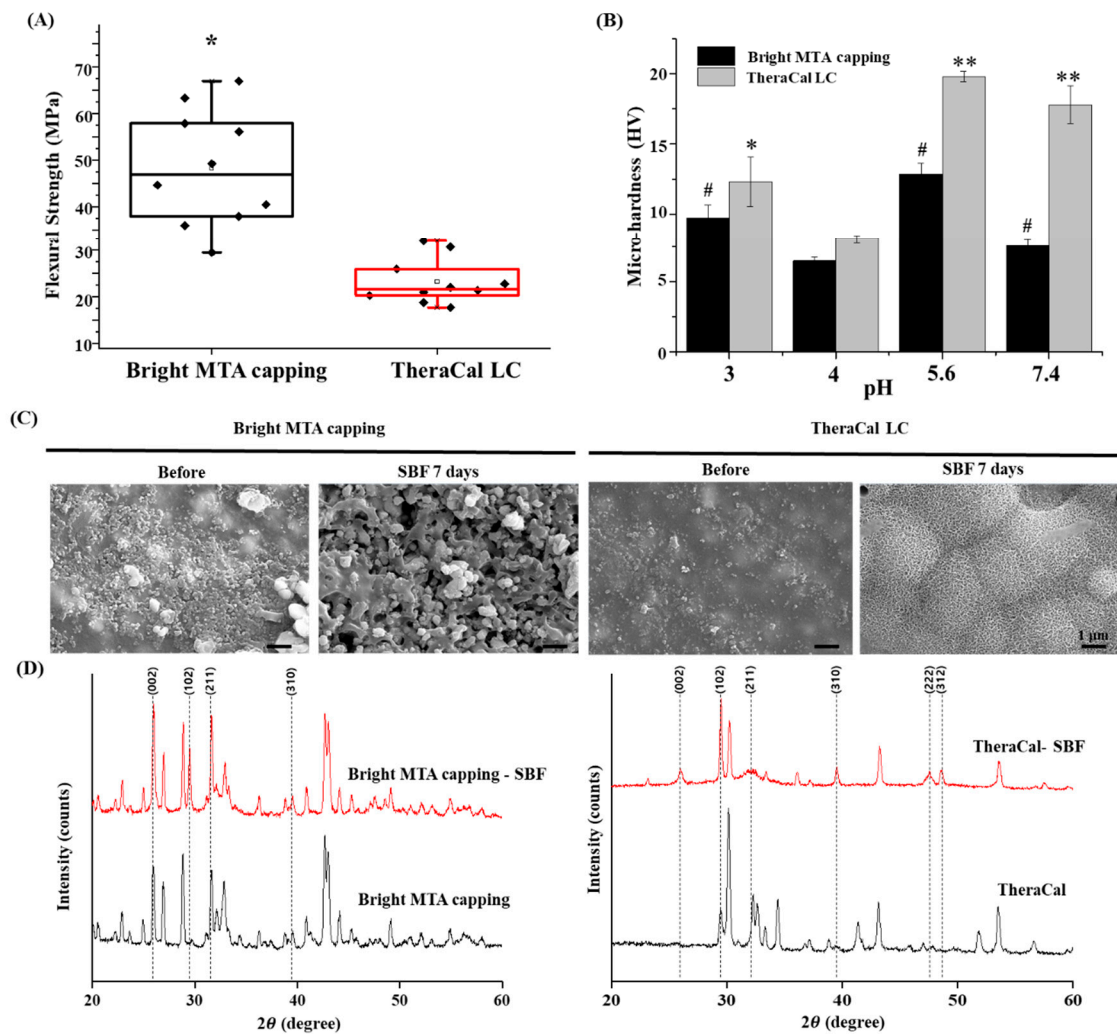 (A)
*
70
60
50
40
30
20
10
Flexural Strength (MPa)
Bright MTA capping
TheraCal LC
(B)
Bright MTA capping
TheraCal LC
20
15
10
5
0
Micro-hardness (HV)
#
*
#
**
#
**
3
4
5.6
7.4
pH
(C)
Bright MTA capping
TheraCal LC
Before
SBF 7 days
Before
SBF 7 days
1 μm
(D)
(002)
(102)
(211)
(310)
Bright MTA capping - SBF
Bright MTA capping
Intensity (counts)
20
30
40
50
60
2θ (degree)
(002)
(102)
(211)
(310)
(222)
(312)
TheraCal- SBF
TheraCal
Intensity (counts)
20
30
40
50
60
2θ (degree)